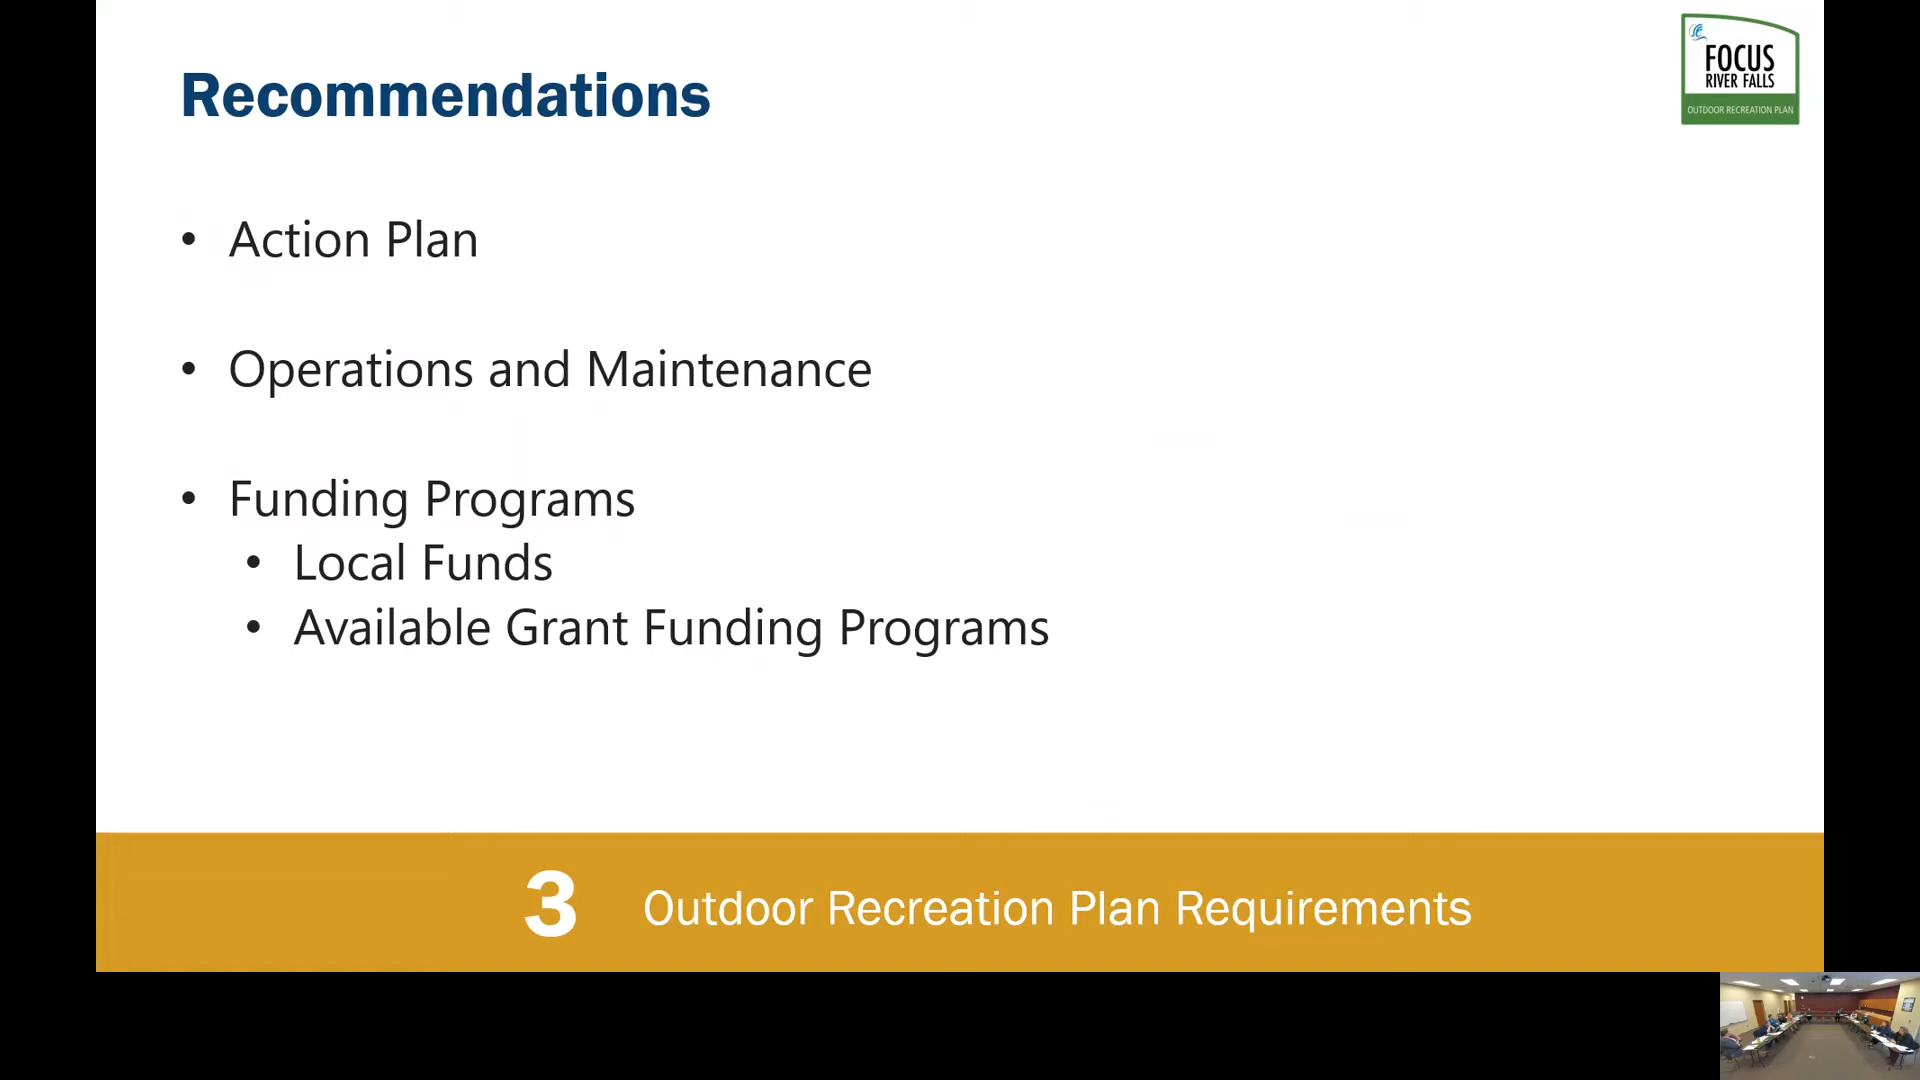 Recommendations
FOCUS
RIVER FALLS
OUTDOOR RECREATION PLAN
• Action Plan
• Operations and Maintenance
• Funding Programs
• Local Funds
• Available Grant Funding Programs
3 Outdoor Recreation Plan Requirements